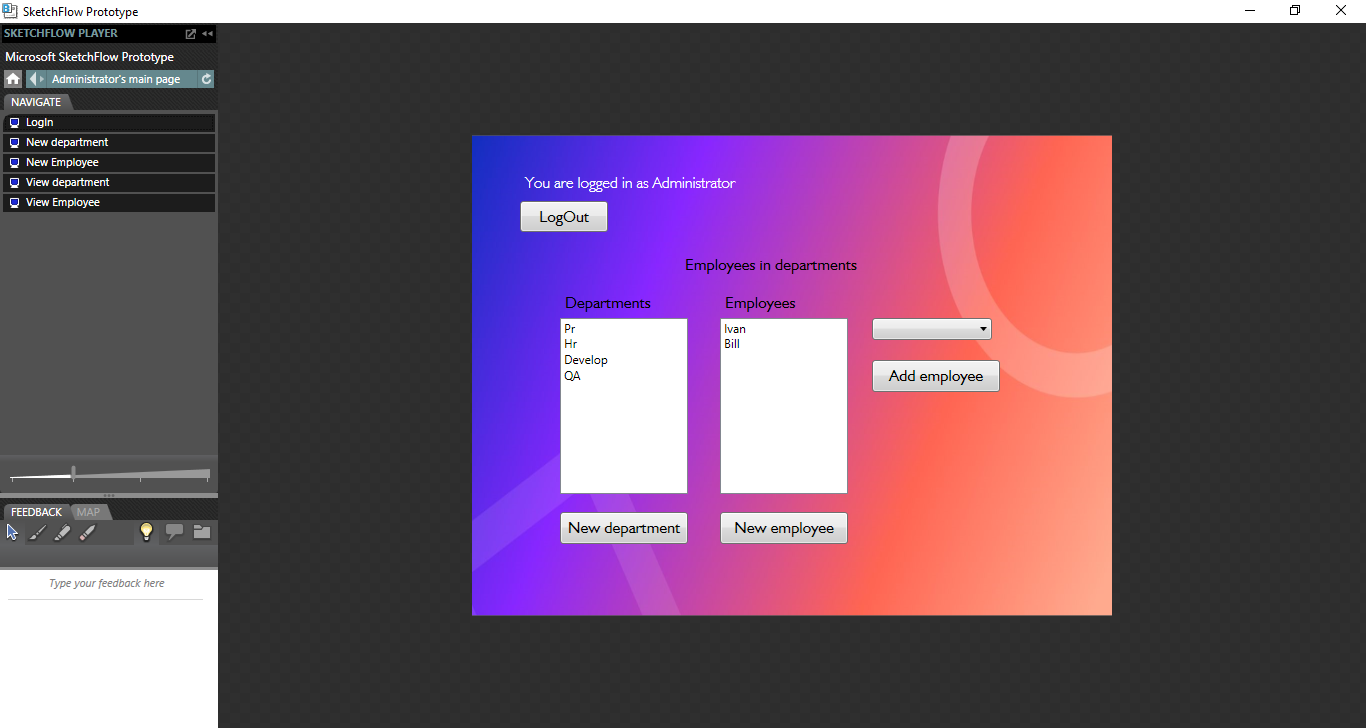 SketchFlow Prototype
SKETCHFLOW PLAYER
Microsoft SketchFlow Prototype
Administrator's main page
NAVIGATE
LogIn
New department
New Employee
View department
View Employee
FEEDBACK MAP
Type your feedback here
You are logged in as Administrator
LogOut
Employees in departments
Departments
Pr
Hr
Develop
QA
New department
Employees
Ivan
Bill
New employee
Add employee